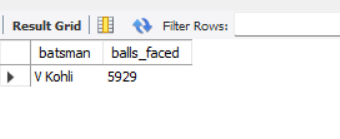 Result Grid Filter Rows:
batsman balls_faced
V Kohli 5929